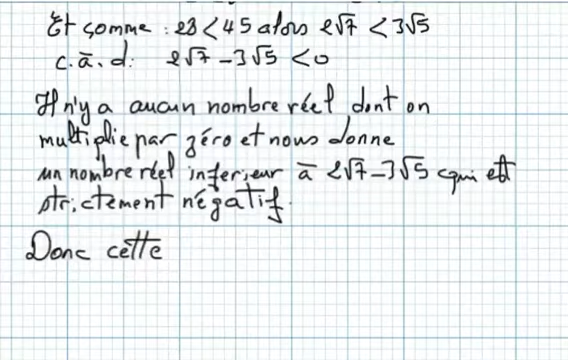 Et comme : 28 < 45 alors 2√7 < 3√5
c.ā.d: 2√7 - 3√5 < 0
Il n'y a aucun nombre réel dont on
multiplie par zéro et nous donne
un nombre réel inferieur ā 2√7 - 3√5 qui est
strictement négatif.
Donc cette